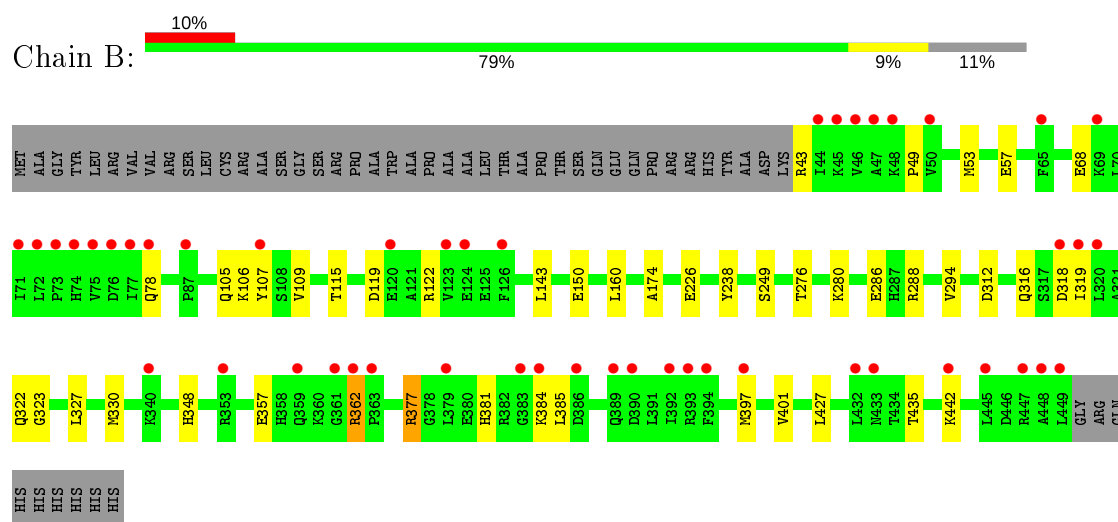 10%
Chain B:
79% 9% 11%
MET ALA GLY TYR LEU ARG VAL VAL ARG SER LEU CYS ARG ALA SER GLY SER ARG PRO ALA TRP ALA PRO ALA ALA LEU THR ALA PRO THR SER GLN GLU GLN PRO ARG ARG HIS TYR ALA ASP LYS R43 I44 K45 V46 A47 K48 P49 V50 M53 E57 F65 E68 K69 L70
I71 L72 P73 H74 V75 D76 I77 Q78 P87 Q105 K106 Y107 S108 V109 T115 D119 E120 A121 R122 V123 E124 E125 F126 L143 E150 L160 A174 E226 Y238 S249 T276 K280 E286 H287 R288 V294 D312 Q316 S317 D318 I319 L320 A321
Q322 G323 L327 M330 K340 H348 R353 E357 H358 Q359 K360 G361 R362 P363 R377 G378 L379 E380 H381 R382 G383 K384 L385 D386 Q389 D390 L391 I392 R393 F394 M397 V401 L427 L432 N433 T434 T435 K442 L445 D446 R447 A448 L449 GLY ARG GLN
HIS HIS HIS HIS HIS HIS